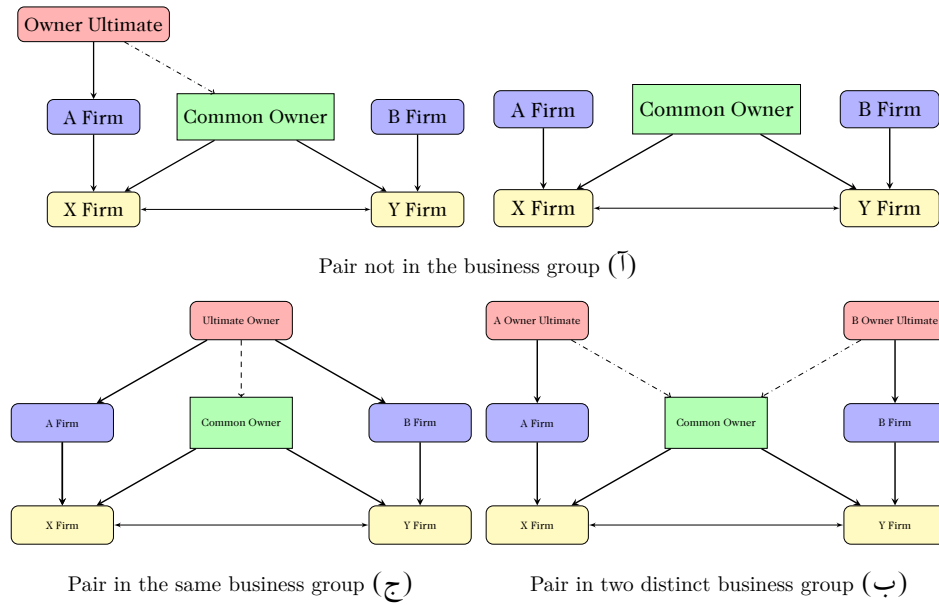 Owner Ultimate
A Firm
Common Owner
B Firm
X Firm
Y Firm
A Firm
Common Owner
B Firm
X Firm
Y Firm
Pair not in the business group (آ)
Ultimate Owner
A Firm
Common Owner
B Firm
X Firm
Y Firm
Pair in the same business group (ج)
A Owner Ultimate
B Owner Ultimate
A Firm
Common Owner
B Firm
X Firm
Y Firm
Pair in two distinct business group (ب)